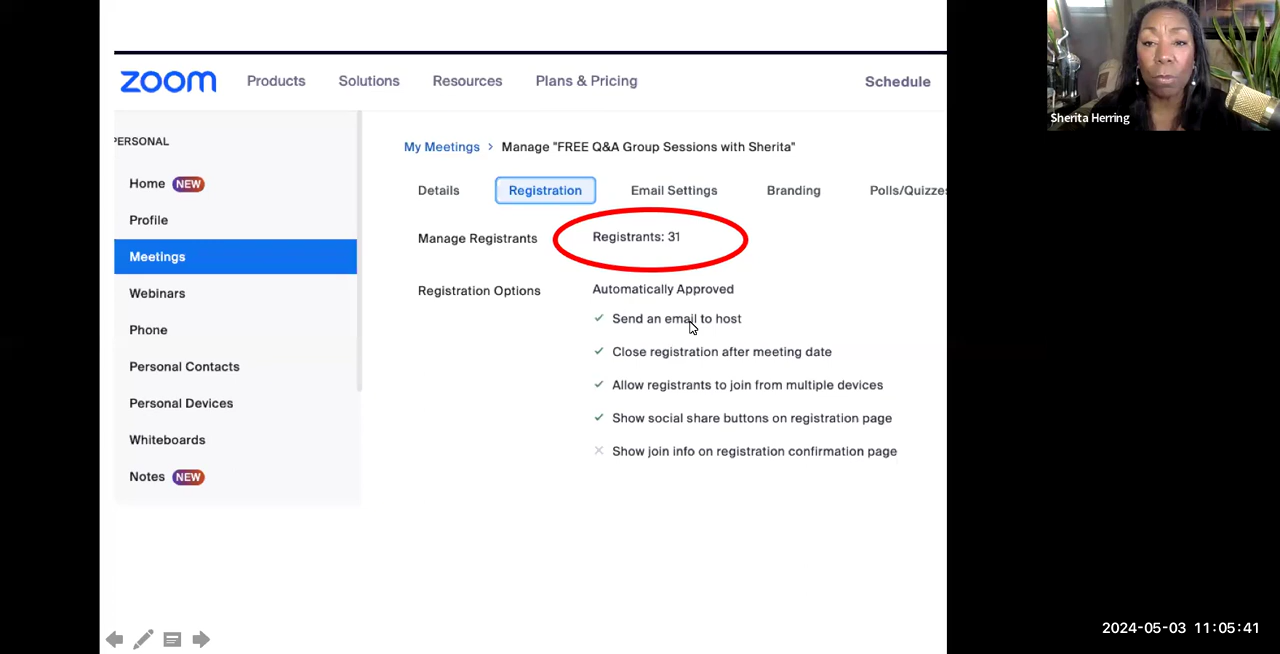 zoom Products Solutions Resources Plans & Pricing Schedule
PERSONAL
Home NEW
Profile
Meetings
Webinars
Phone
Personal Contacts
Personal Devices
Whiteboards
Notes NEW
My Meetings > Manage "FREE Q&A Group Sessions with Sherita"
Details Registration Email Settings Branding Polls/Quizzes
Manage Registrants Registrants: 31
Registration Options Automatically Approved
Send an email to host
Close registration after meeting date
Allow registrants to join from multiple devices
Show social share buttons on registration page
Show join info on registration confirmation page
Sherita Herring
2024-05-03 11:05:41